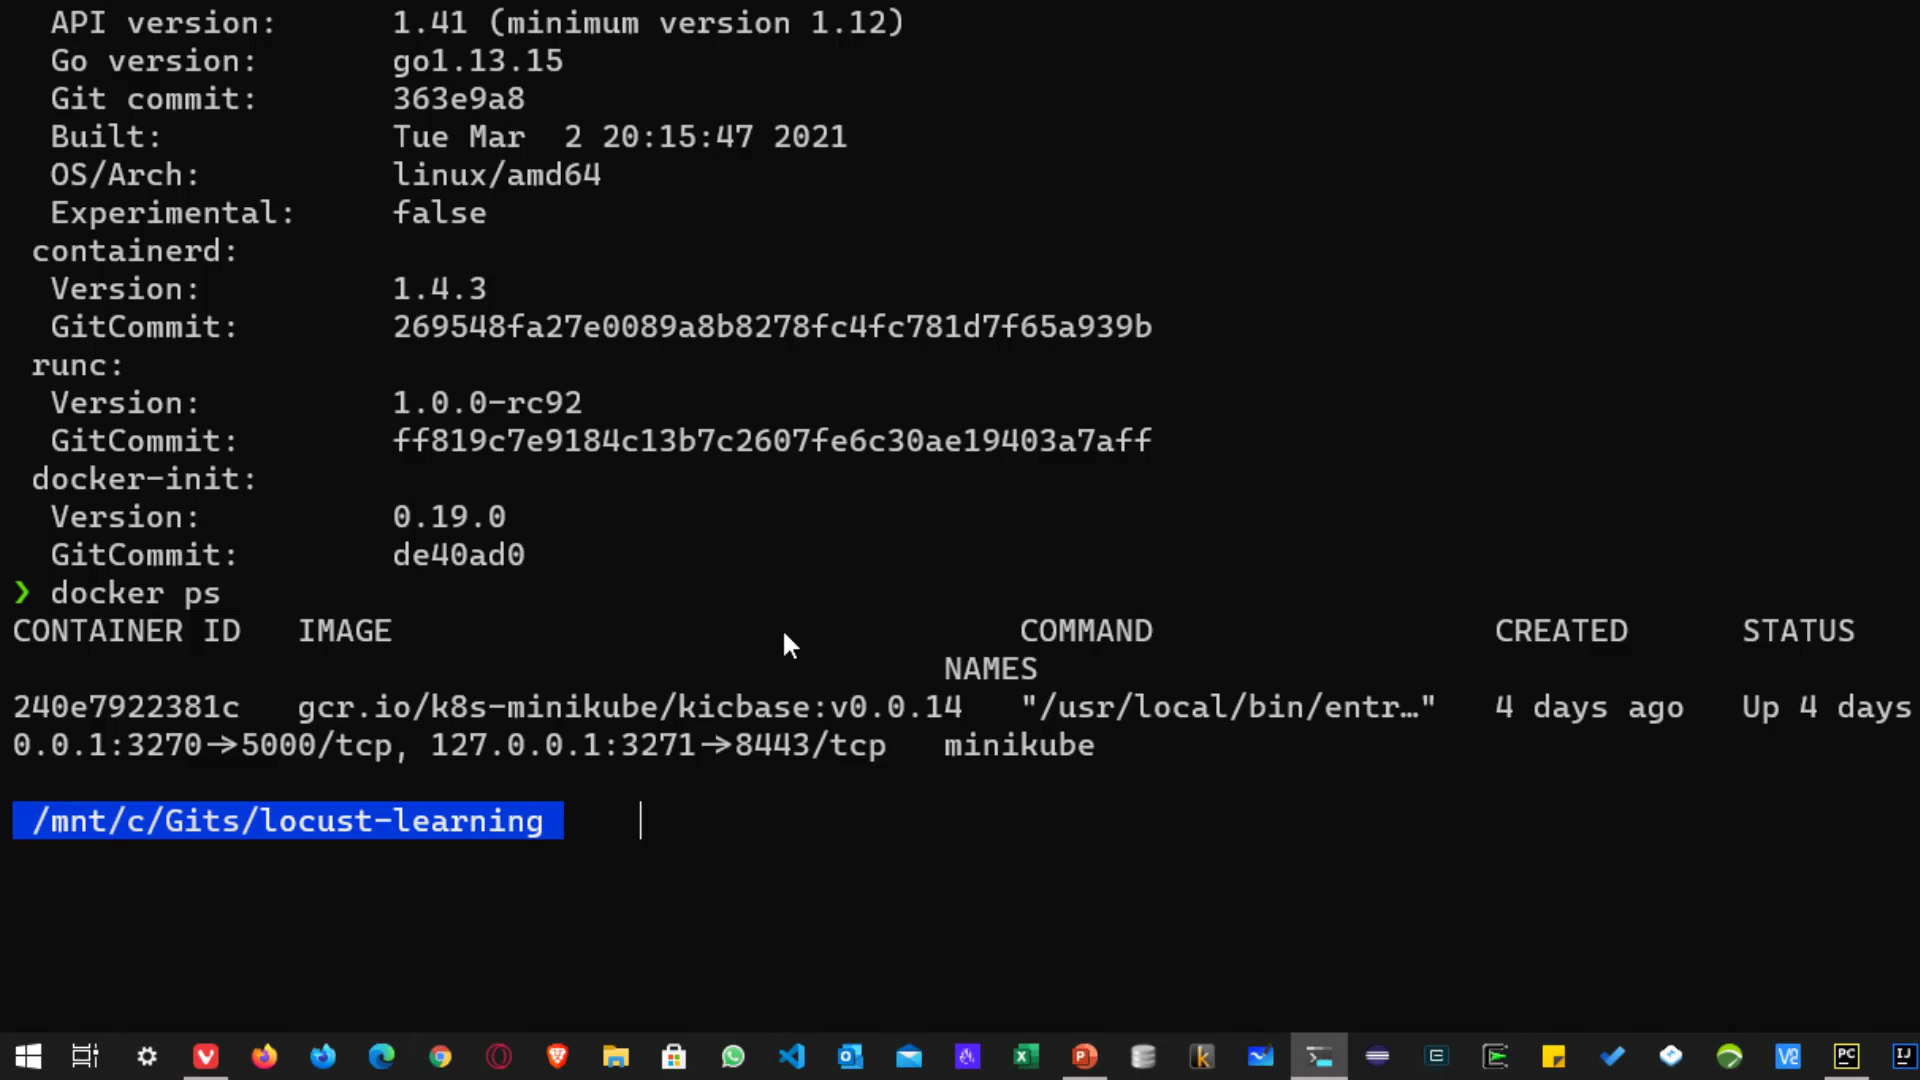 API version: 1.41 (minimum version 1.12)
Go version: go1.13.15
Git commit: 363e9a8
Built: Tue Mar  2 20:15:47 2021
OS/Arch: linux/amd64
Experimental: false
containerd:
Version: 1.4.3
GitCommit: 269548fa27e0089a8b8278fc4fc781d7f65a939b
runc:
Version: 1.0.0-rc92
GitCommit: ff819c7e9184c13b7c2607fe6c30ae19403a7aff
docker-init:
Version: 0.19.0
GitCommit: de40ad0
❯ docker ps
CONTAINER ID IMAGE COMMAND CREATED STATUS
NAMES
240e7922381c gcr.io/k8s-minikube/kicbase:v0.0.14 "/usr/local/bin/entr…" 4 days ago Up 4 days
0.0.1:3270->5000/tcp, 127.0.0.1:3271->8443/tcp minikube
/mnt/c/Gits/locust-learning